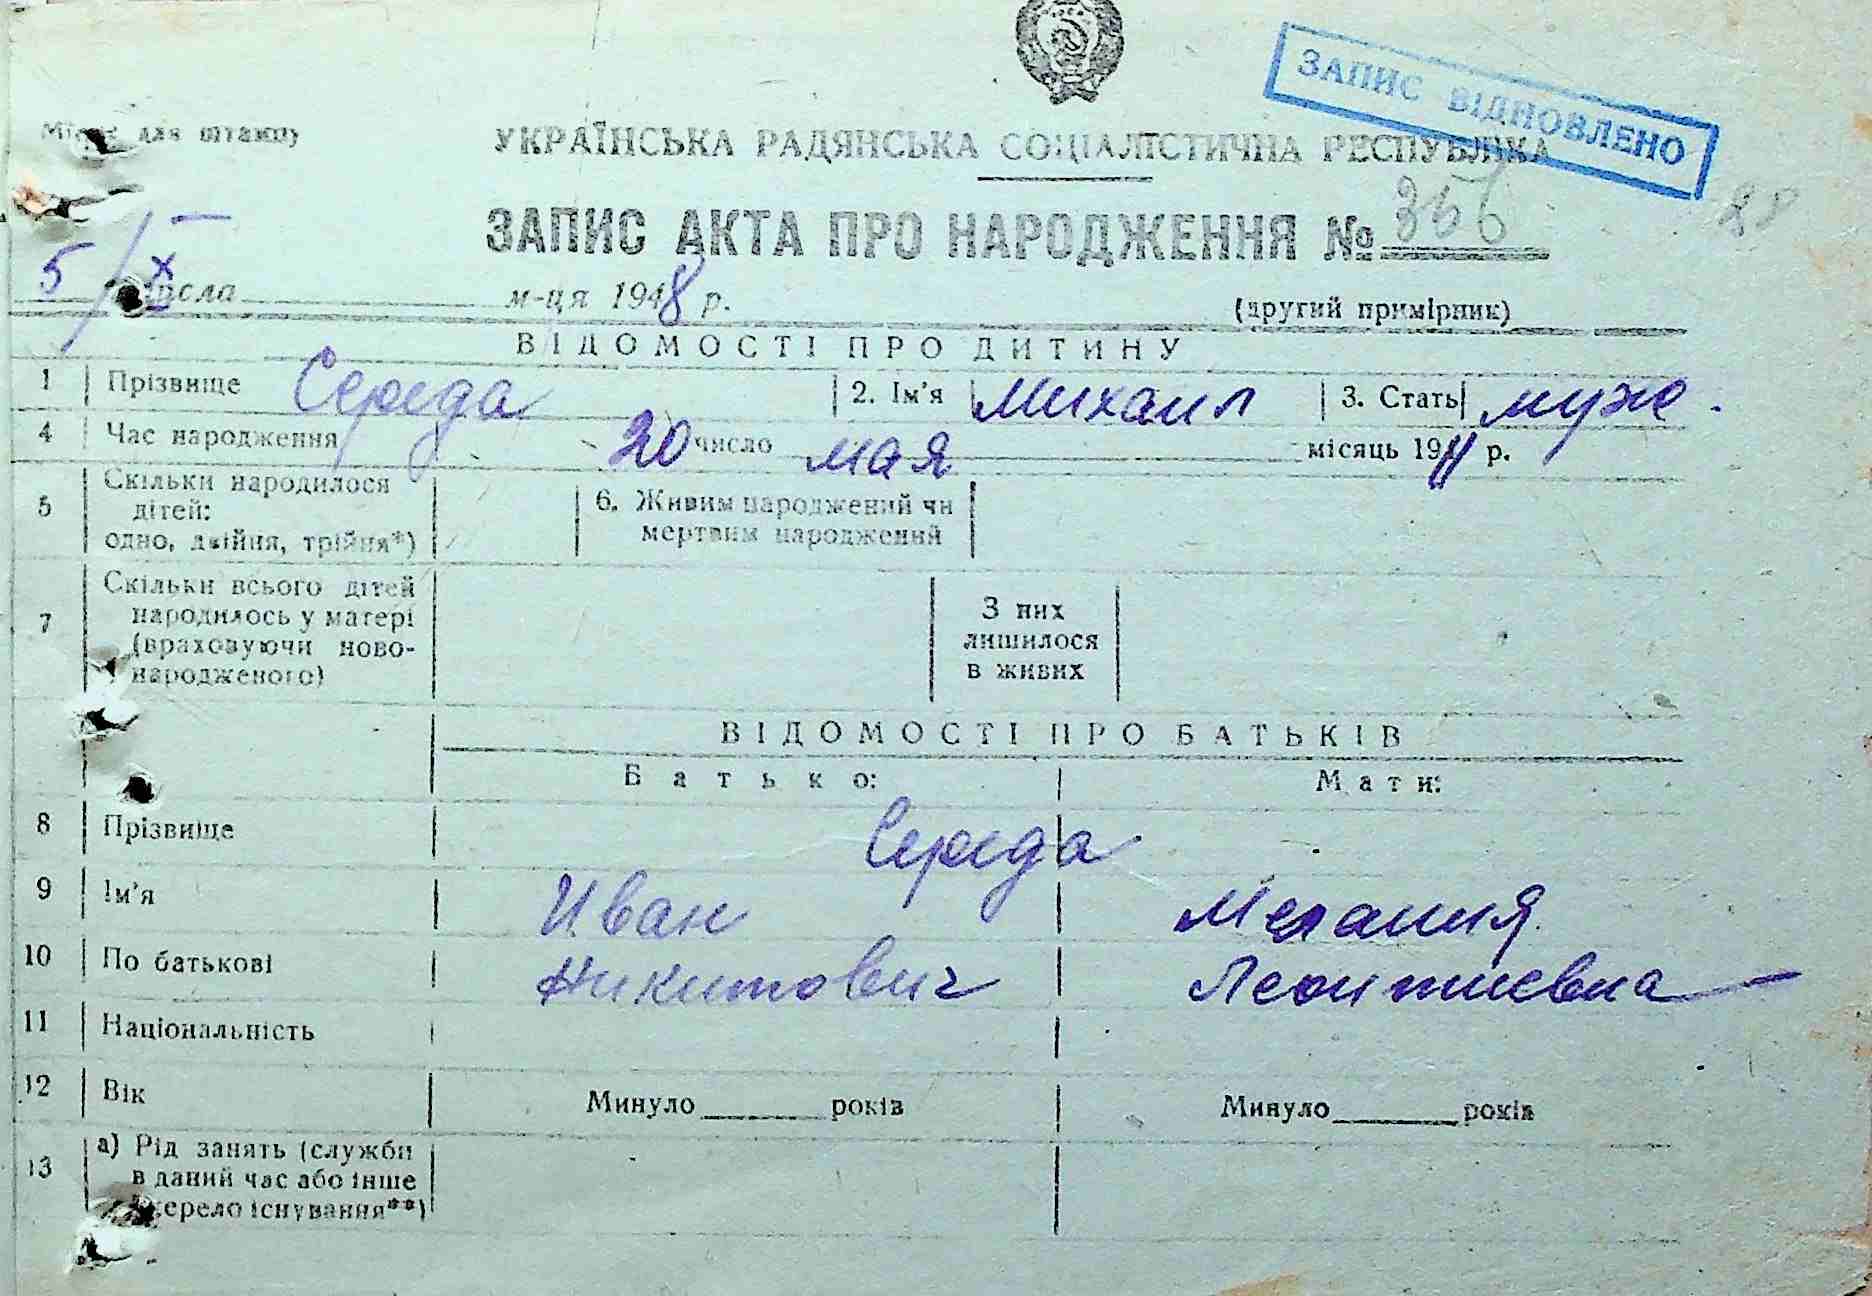 ЗАПИС ВІДНОВЛЕНО
Місце для штампу
УКРАЇНСЬКА РАДЯНСЬКА СОЦІАЛІСТИЧНА РЕСПУБЛІКА
28
ЗАПИС АКТА ПРО НАРОДЖЕННЯ № 356
5/X числа м-ця 1948 р.
(другий примірник)
ВІДОМОСТІ ПРО ДИТИНУ
1 Прізвище Середа 2. Ім'я Михаил 3. Стать муж.
4 Час народження 20 число мая місяць 1911 р.
5 Скільки народилося
дітей:
одно, двійня, трійня*)
6. Живим народжений чи
мертвим народжений
7 Скільки всього дітей
народилось у матері
(враховуючи ново-
народженого)
З них
лишилося
в живих
ВІДОМОСТІ ПРО БАТЬКІВ
Батько: Мати:
8 Прізвище Середа
9 Ім'я Иван Мелания
10 По батькові Никитович Леонтиевна
11 Національність
12 Вік Минуло років Минуло років
13 а) Рід занять (служби
в даний час або інше
джерело існування**)